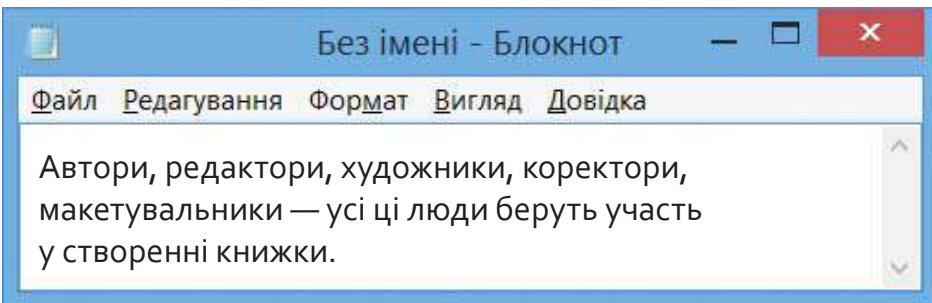 Без імені - Блокнот
Файл Редагування Формат Вигляд Довідка
Автори, редактори, художники, коректори,
макетувальники — усі ці люди беруть участь
у створенні книжки.